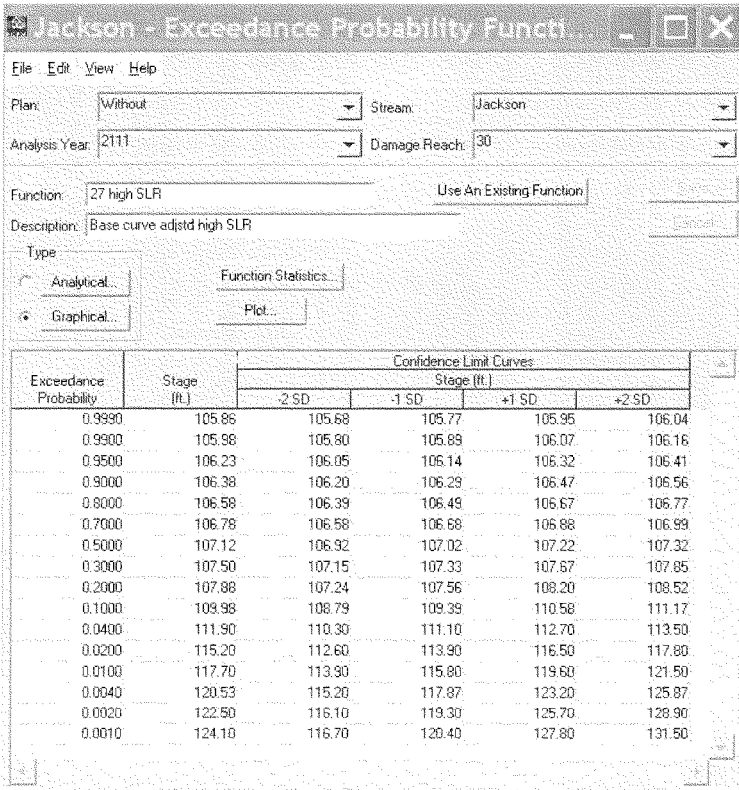 Jackson - Exceedance Probability Functi...
File Edit View Help
Plan: Without Stream: Jackson
Analysis Year: 2111 Damage Reach: 30
Function: 27 high SLR Use An Existing Function
Description: Base curve adjstd high SLR
Type
Analytical... Function Statistics...
Graphical... Plot...
Confidence Limit Curves
Exceedance Stage Stage (ft.)
Probability (ft.) -2 SD -1 SD +1 SD +2 SD
0.9990 105.86 105.68 105.77 105.95 106.04
0.9900 105.98 105.80 105.89 106.07 106.16
0.9500 106.23 106.05 106.14 106.32 106.41
0.9000 106.38 106.20 106.29 106.47 106.56
0.8000 106.58 106.39 106.49 106.67 106.77
0.7000 106.78 106.58 106.68 106.88 106.99
0.5000 107.12 106.92 107.02 107.22 107.32
0.3000 107.50 107.15 107.33 107.67 107.85
0.2000 107.88 107.24 107.56 108.20 108.52
0.1000 109.98 108.79 109.39 110.58 111.17
0.0400 111.90 110.30 111.10 112.70 113.50
0.0200 115.20 112.60 113.90 116.50 117.80
0.0100 117.70 113.90 115.80 119.60 121.50
0.0040 120.53 115.20 117.87 123.20 125.87
0.0020 122.50 116.10 119.30 125.70 128.90
0.0010 124.10 116.70 120.40 127.80 131.50